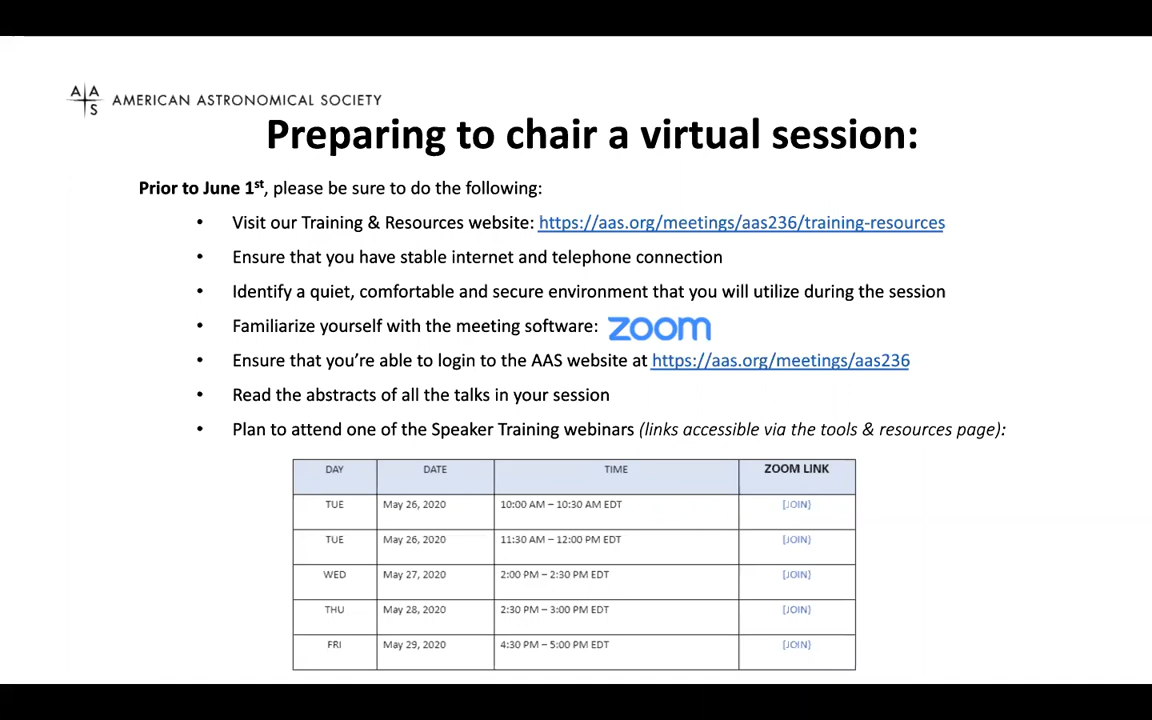 AAS AMERICAN ASTRONOMICAL SOCIETY
Preparing to chair a virtual session:
Prior to June 1st, please be sure to do the following:
• Visit our Training & Resources website: https://aas.org/meetings/aas236/training-resources
• Ensure that you have stable internet and telephone connection
• Identify a quiet, comfortable and secure environment that you will utilize during the session
• Familiarize yourself with the meeting software: zoom
• Ensure that you’re able to login to the AAS website at https://aas.org/meetings/aas236
• Read the abstracts of all the talks in your session
• Plan to attend one of the Speaker Training webinars (links accessible via the tools & resources page):
DAY DATE TIME ZOOM LINK
TUE May 26, 2020 10:00 AM – 10:30 AM EDT [JOIN]
TUE May 26, 2020 11:30 AM – 12:00 PM EDT [JOIN]
WED May 27, 2020 2:00 PM – 2:30 PM EDT [JOIN]
THU May 28, 2020 2:30 PM – 3:00 PM EDT [JOIN]
FRI May 29, 2020 4:30 PM – 5:00 PM EDT [JOIN]